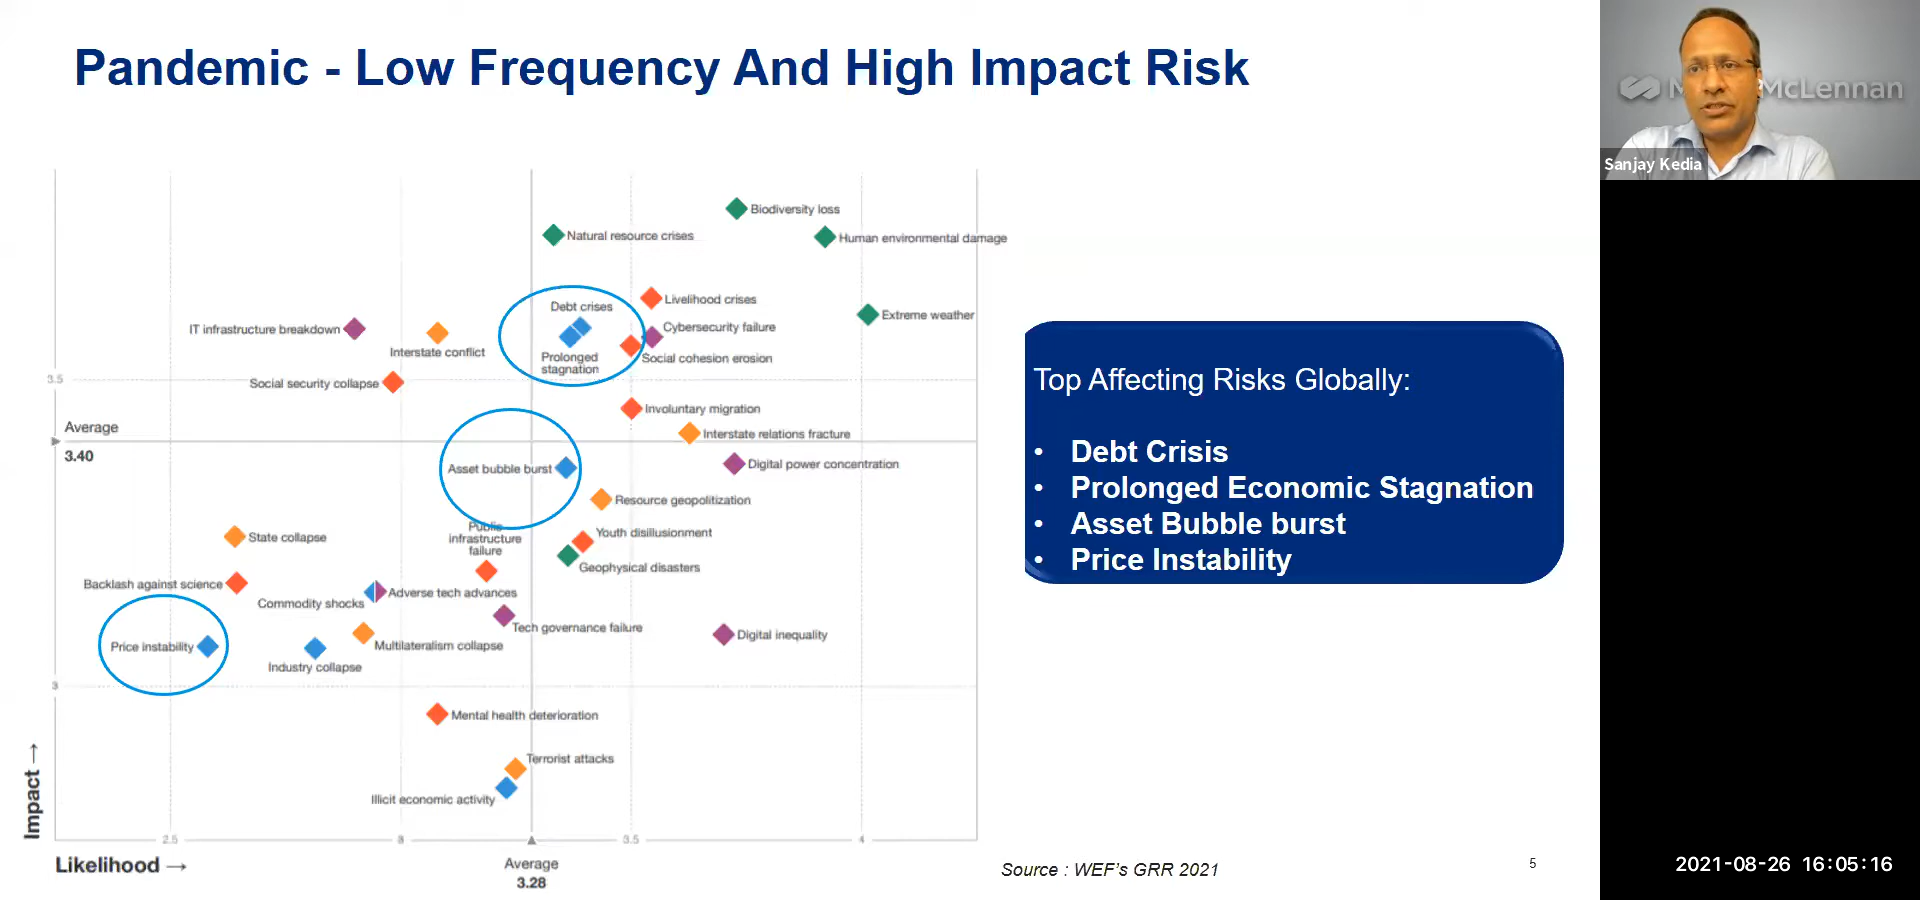 Pandemic - Low Frequency And High Impact Risk
McLennan
Sanjay Kedia
Biodiversity loss
Natural resource crises
Human environmental damage
Livelihood crises
Debt crises
Extreme weather
IT infrastructure breakdown
Cybersecurity failure
Interstate conflict
Prolonged
stagnation
Social cohesion erosion
3.5
Social security collapse
Involuntary migration
Average
Interstate relations fracture
3.40
Asset bubble burst
Digital power concentration
Resource geopolitization
Public
infrastructure
failure
Youth disillusionment
State collapse
Geophysical disasters
Backlash against science
Commodity shocks
Adverse tech advances
Tech governance failure
Digital inequality
Price instability
Multilateralism collapse
Industry collapse
3
Mental health deterioration
Terrorist attacks
Illicit economic activity
Impact →
2.5
3
3.5
4
Likelihood →
Average
3.28
Top Affecting Risks Globally:
• Debt Crisis
• Prolonged Economic Stagnation
• Asset Bubble burst
• Price Instability
Source : WEF’s GRR 2021
5
2021-08-26 16:05:16